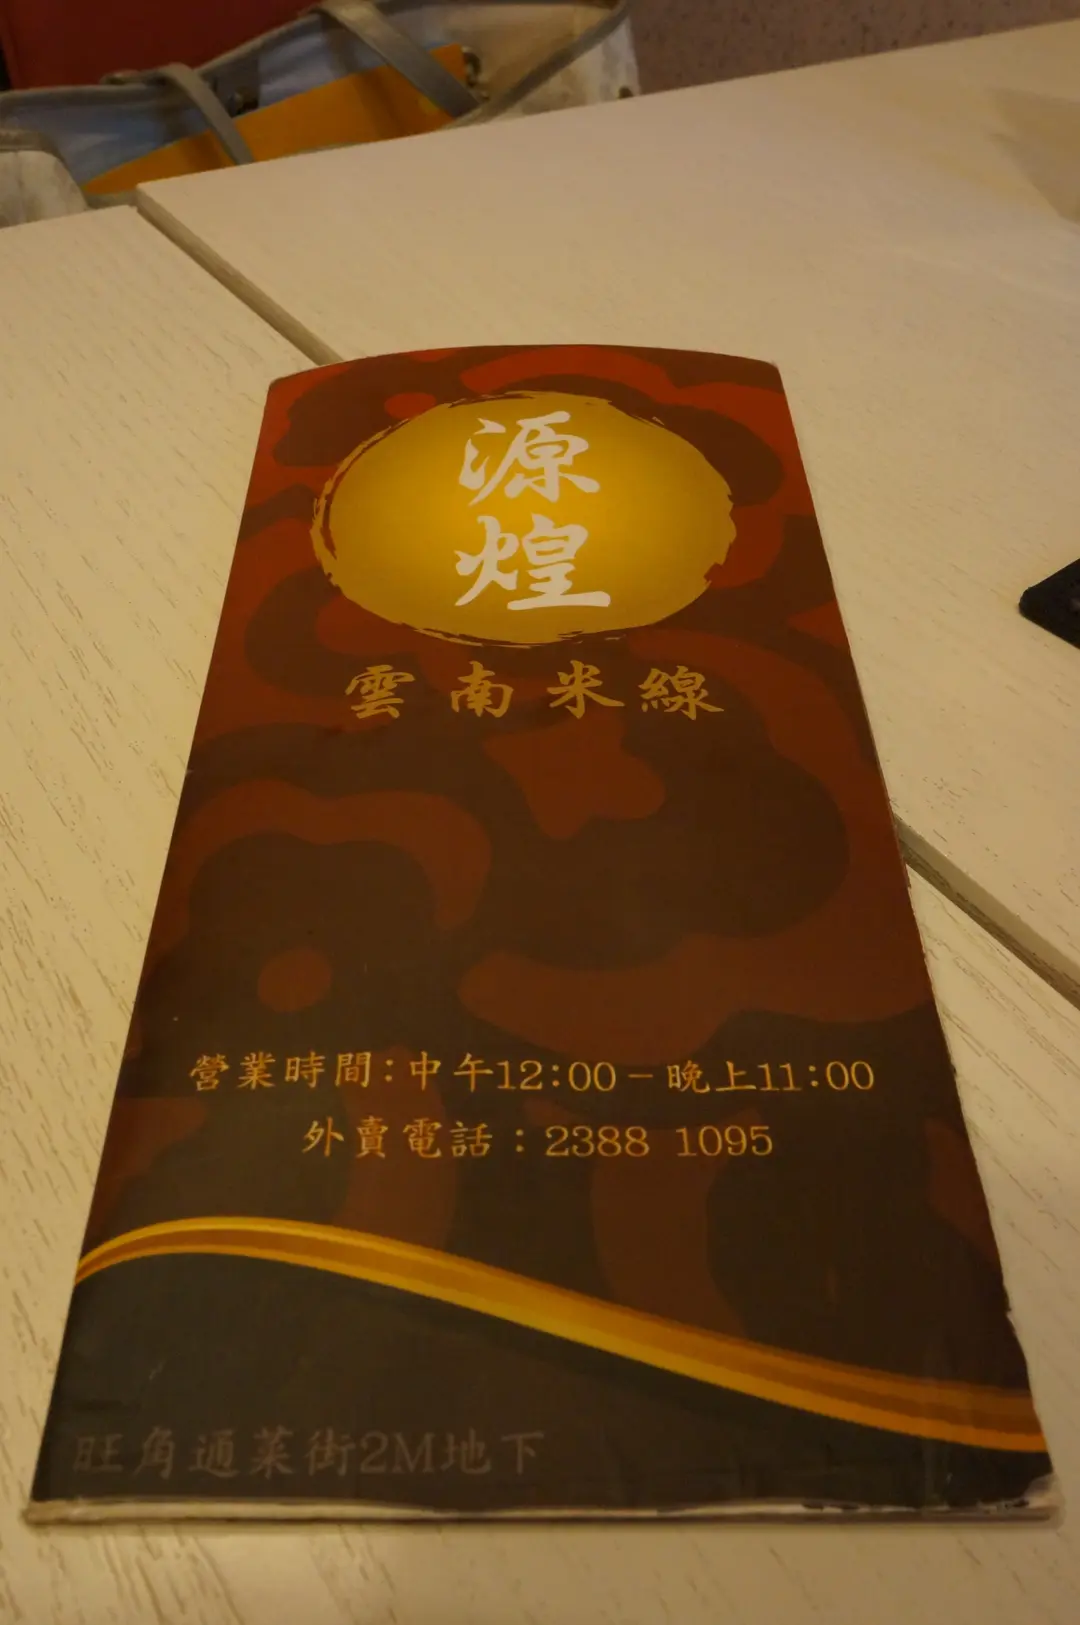 源
煌
雲南米線
營業時間:中午12:00-晚上11:00
外賣電話：2388 1095
旺角通菜街2M地下